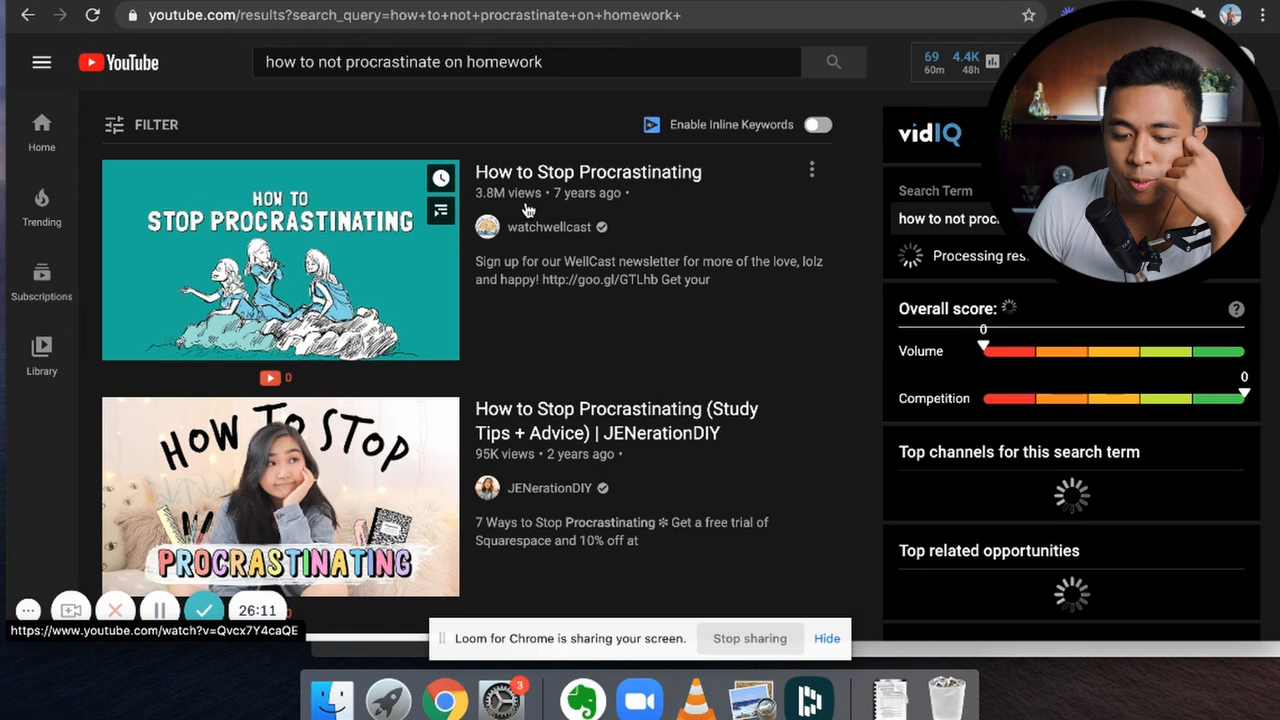 youtube.com/results?search_query=how+to+not+procrastinate+on+homework+
YouTube
how to not procrastinate on homework
69
60m
4.4K
48h
Home
Trending
Subscriptions
Library
FILTER
Enable Inline Keywords
HOW TO
STOP PROCRASTINATING
How to Stop Procrastinating
3.8M views • 7 years ago •
watchwellcast
Sign up for our WellCast newsletter for more of the love, lolz
and happy! http://goo.gl/GTLhb Get your
0
HOW TO STOP
PROCRASTINATING
How to Stop Procrastinating (Study
Tips + Advice) | JENerationDIY
95K views • 2 years ago •
JENerationDIY
7 Ways to Stop Procrastinating ✻ Get a free trial of
Squarespace and 10% off at
vidIQ
Search Term
how to not proc
Processing res
Overall score:
0
Volume
0
Competition
Top channels for this search term
Top related opportunities
26:11
https://www.youtube.com/watch?v=Qvcx7Y4caQE
Loom for Chrome is sharing your screen.
Stop sharing
Hide
3